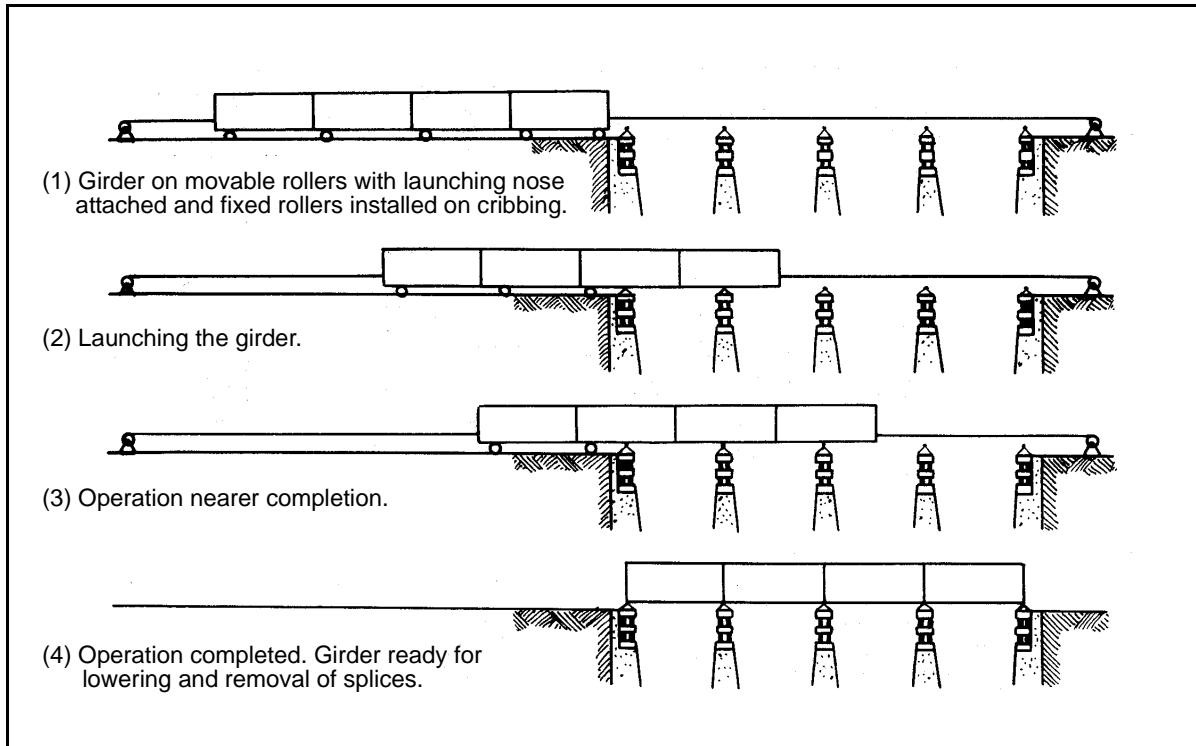 (1) Girder on movable rollers with launching nose
attached and fixed rollers installed on cribbing.
(2) Launching the girder.
(3) Operation nearer completion.
(4) Operation completed. Girder ready for
lowering and removal of splices.